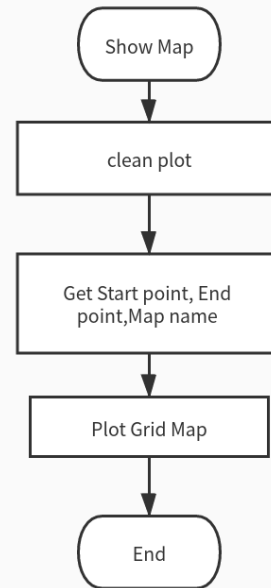 Show Map
clean plot
Get Start point, End
point,Map name
Plot Grid Map
End